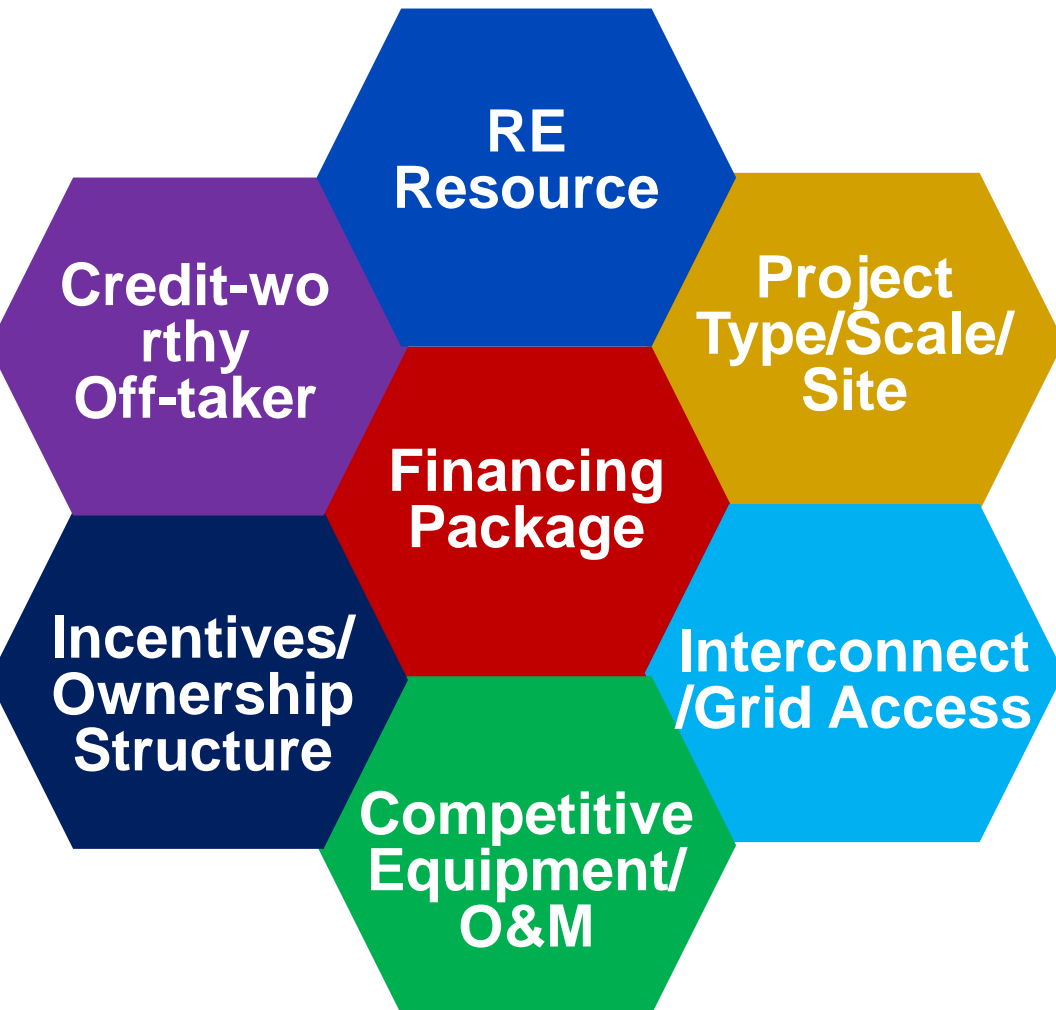 RE
Resource
Credit-wo
rthy
Off-taker
Project
Type/Scale/
Site
Financing
Package
Incentives/
Ownership
Structure
Interconnect
/Grid Access
Competitive
Equipment/
O&M